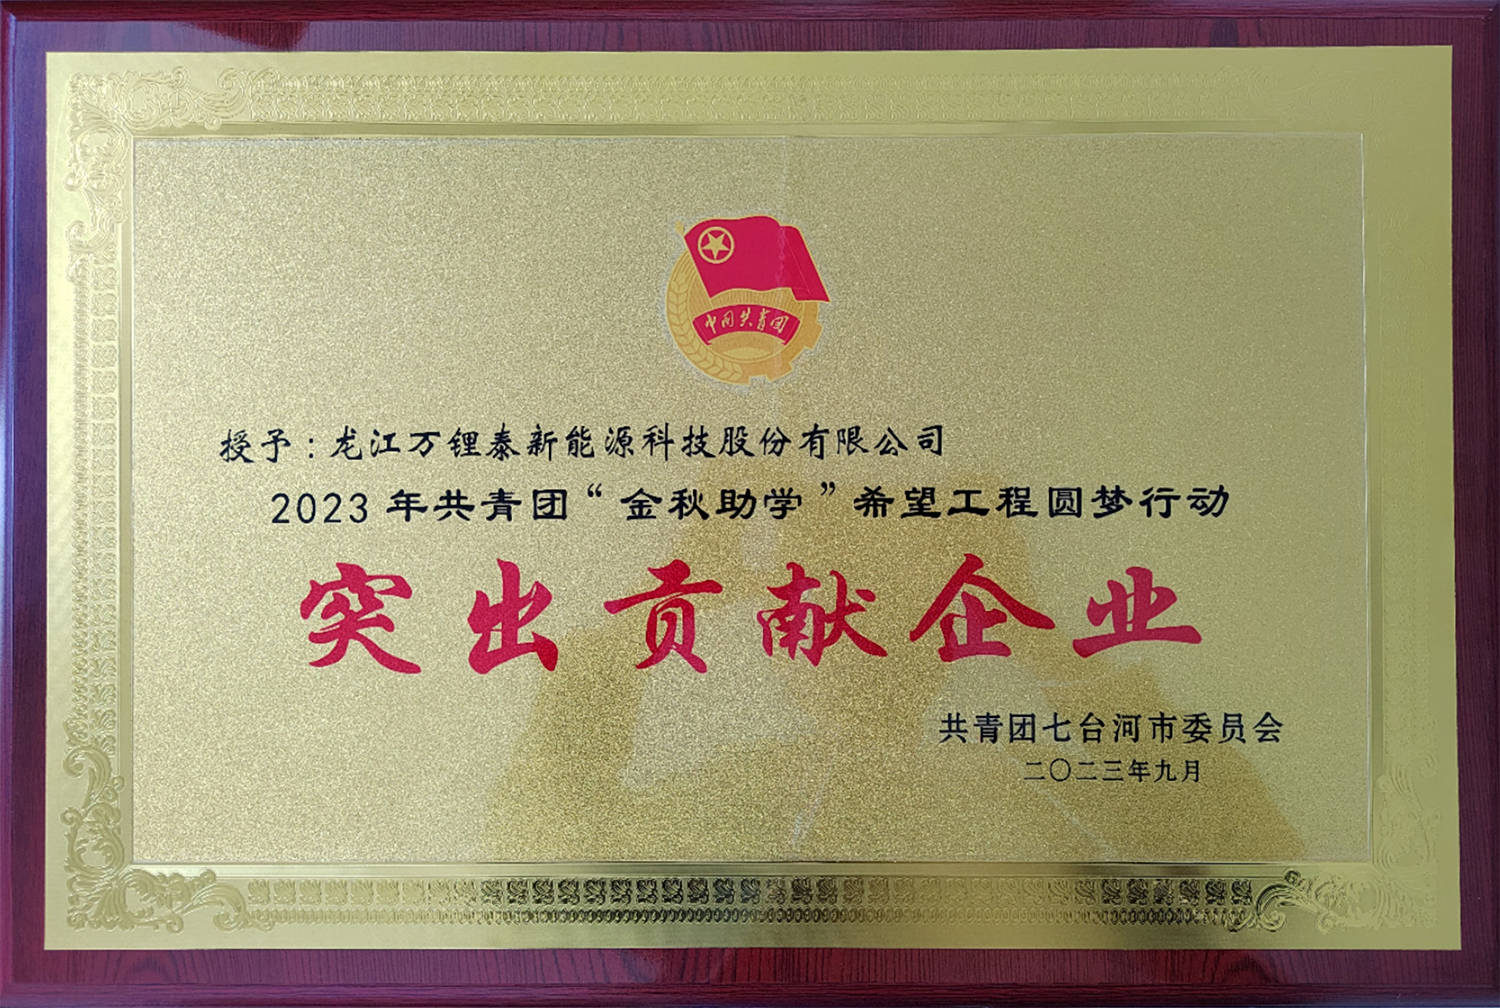 中国共青团
授予：龙江万锂泰新能源科技股份有限公司
2023年共青团“金秋助学”希望工程圆梦行动
突出贡献企业
共青团七台河市委员会
二〇二三年九月